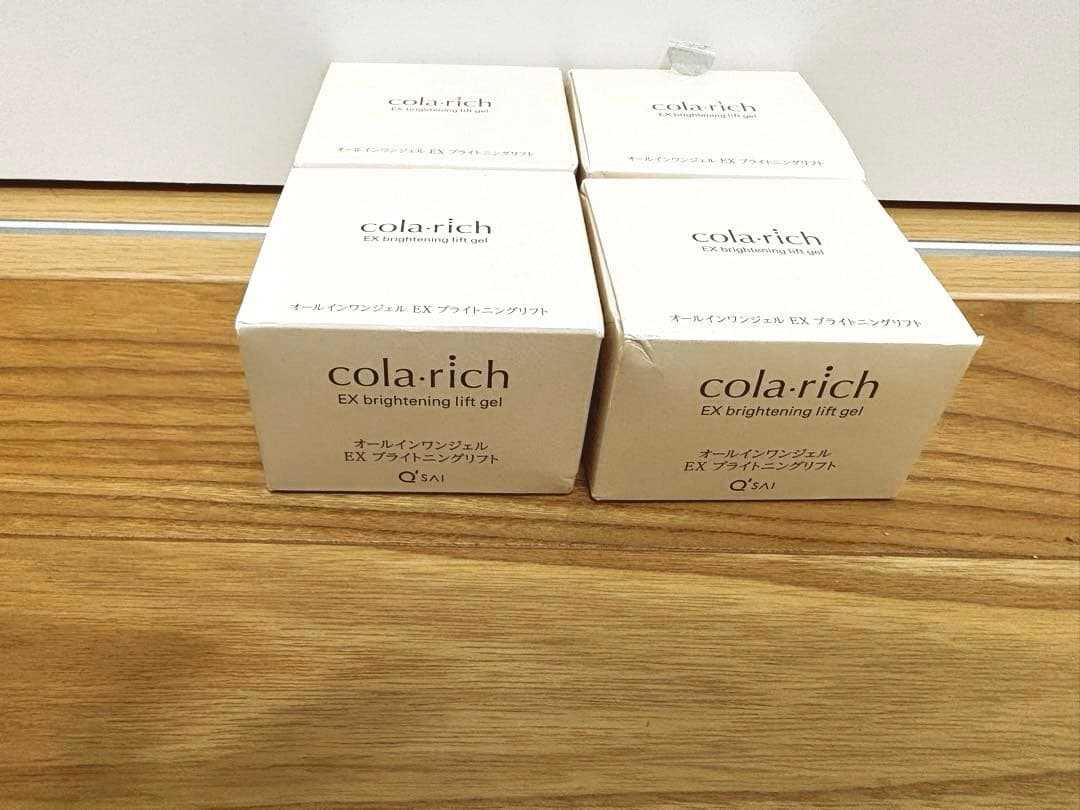 cola·rich
EX brightening lift gel
オールインワンジェル EX ブライトニングリフト
cola·rich
EX brightening lift gel
オールインワンジェル EX ブライトニングリフト
cola·rich
EX brightening lift gel
オールインワンジェル EX ブライトニングリフト
cola·rich
EX brightening lift gel
オールインワンジェル
EX ブライトニングリフト
Q'SAI
cola·rich
EX brightening lift gel
オールインワンジェル EX ブライトニングリフト
cola·rich
EX brightening lift gel
オールインワンジェル
EX ブライトニングリフト
Q'SAI